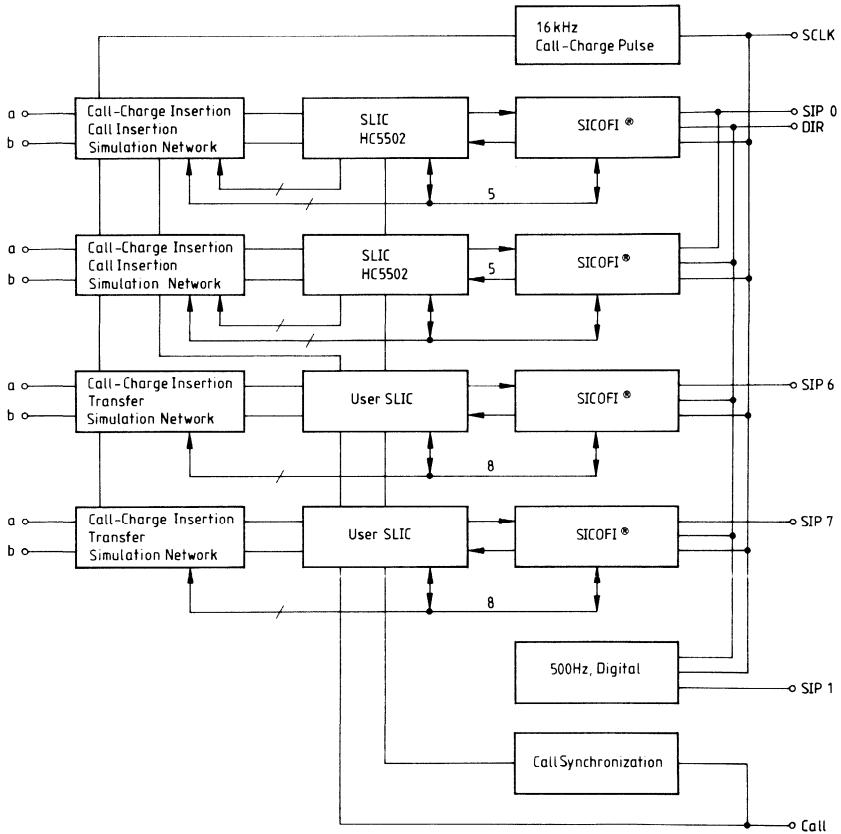 16kHz
Call-Charge Pulse
SCLK
a
Call-Charge Insertion
Call Insertion
Simulation Network
b
SLIC
HC5502
SICOFI®
SIP 0
DIR
5
a
Call-Charge Insertion
Call Insertion
Simulation Network
b
SLIC
HC5502
5
SICOFI®
a
Call-Charge Insertion
Transfer
Simulation Network
b
User SLIC
SICOFI®
SIP 6
8
a
Call-Charge Insertion
Transfer
Simulation Network
b
User SLIC
SICOFI®
SIP 7
8
500Hz, Digital
SIP 1
Call Synchronization
Call